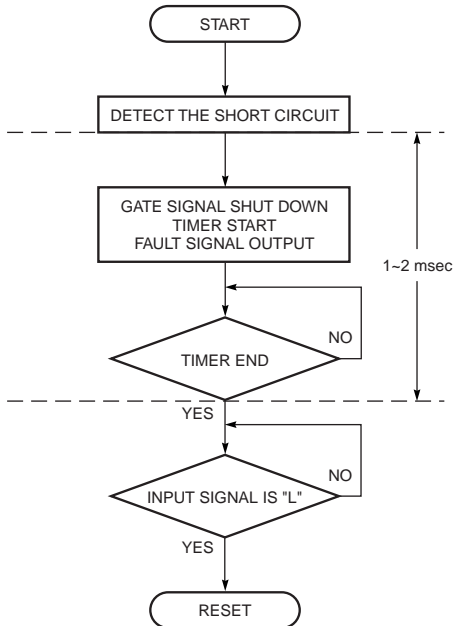 START
DETECT THE SHORT CIRCUIT
GATE SIGNAL SHUT DOWN
TIMER START
FAULT SIGNAL OUTPUT
1~2 msec
NO
TIMER END
YES
NO
INPUT SIGNAL IS "L"
YES
RESET